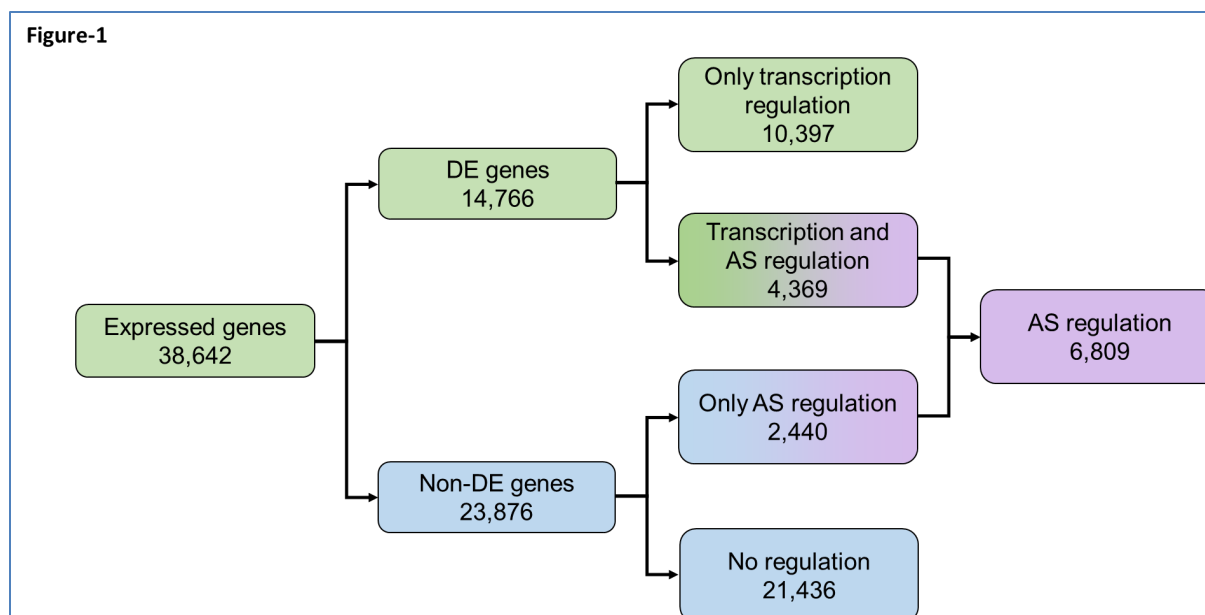 Figure-1
Only transcription
regulation
10,397
DE genes
14,766
Transcription and
AS regulation
4,369
Expressed genes
38,642
AS regulation
6,809
Only AS regulation
2,440
Non-DE genes
23,876
No regulation
21,436